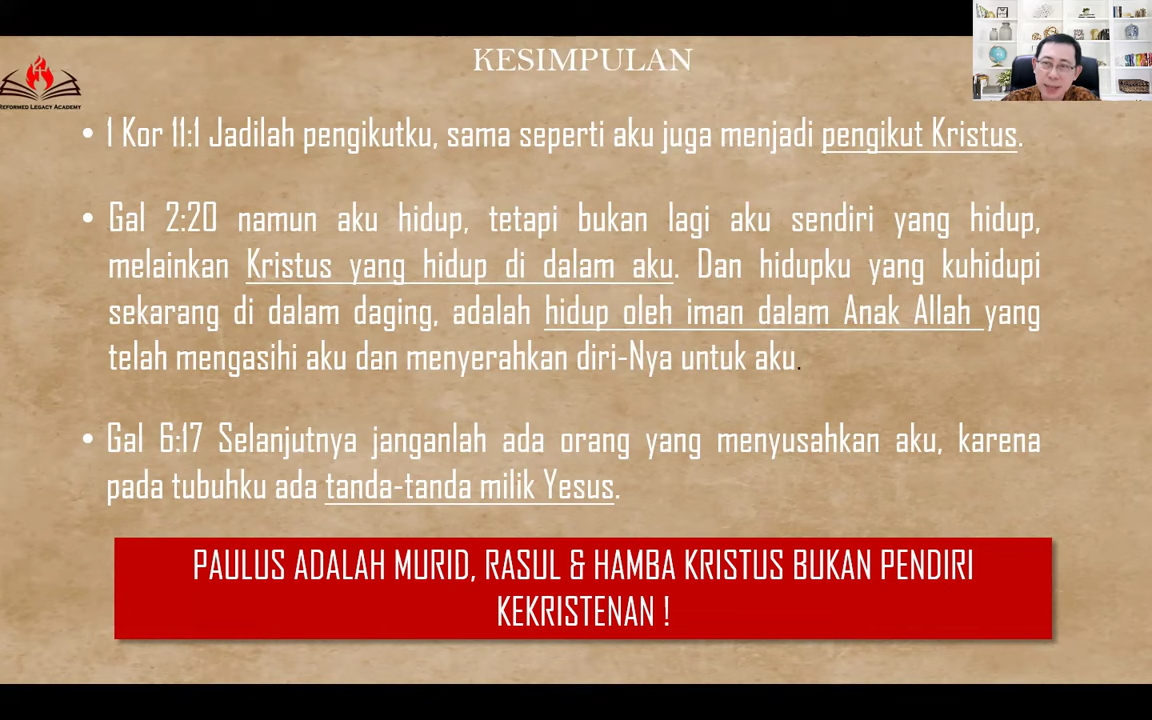 KESIMPULAN
REFORMED LEGACY ACADEMY
• 1 Kor 11:1 Jadilah pengikutku, sama seperti aku juga menjadi pengikut Kristus.
• Gal 2:20 namun aku hidup, tetapi bukan lagi aku sendiri yang hidup,
melainkan Kristus yang hidup di dalam aku. Dan hidupku yang kuhidupi
sekarang di dalam daging, adalah hidup oleh iman dalam Anak Allah yang
telah mengasihi aku dan menyerahkan diri-Nya untuk aku.
• Gal 6:17 Selanjutnya janganlah ada orang yang menyusahkan aku, karena
pada tubuhku ada tanda-tanda milik Yesus.
PAULUS ADALAH MURID, RASUL & HAMBA KRISTUS BUKAN PENDIRI
KEKRISTENAN !